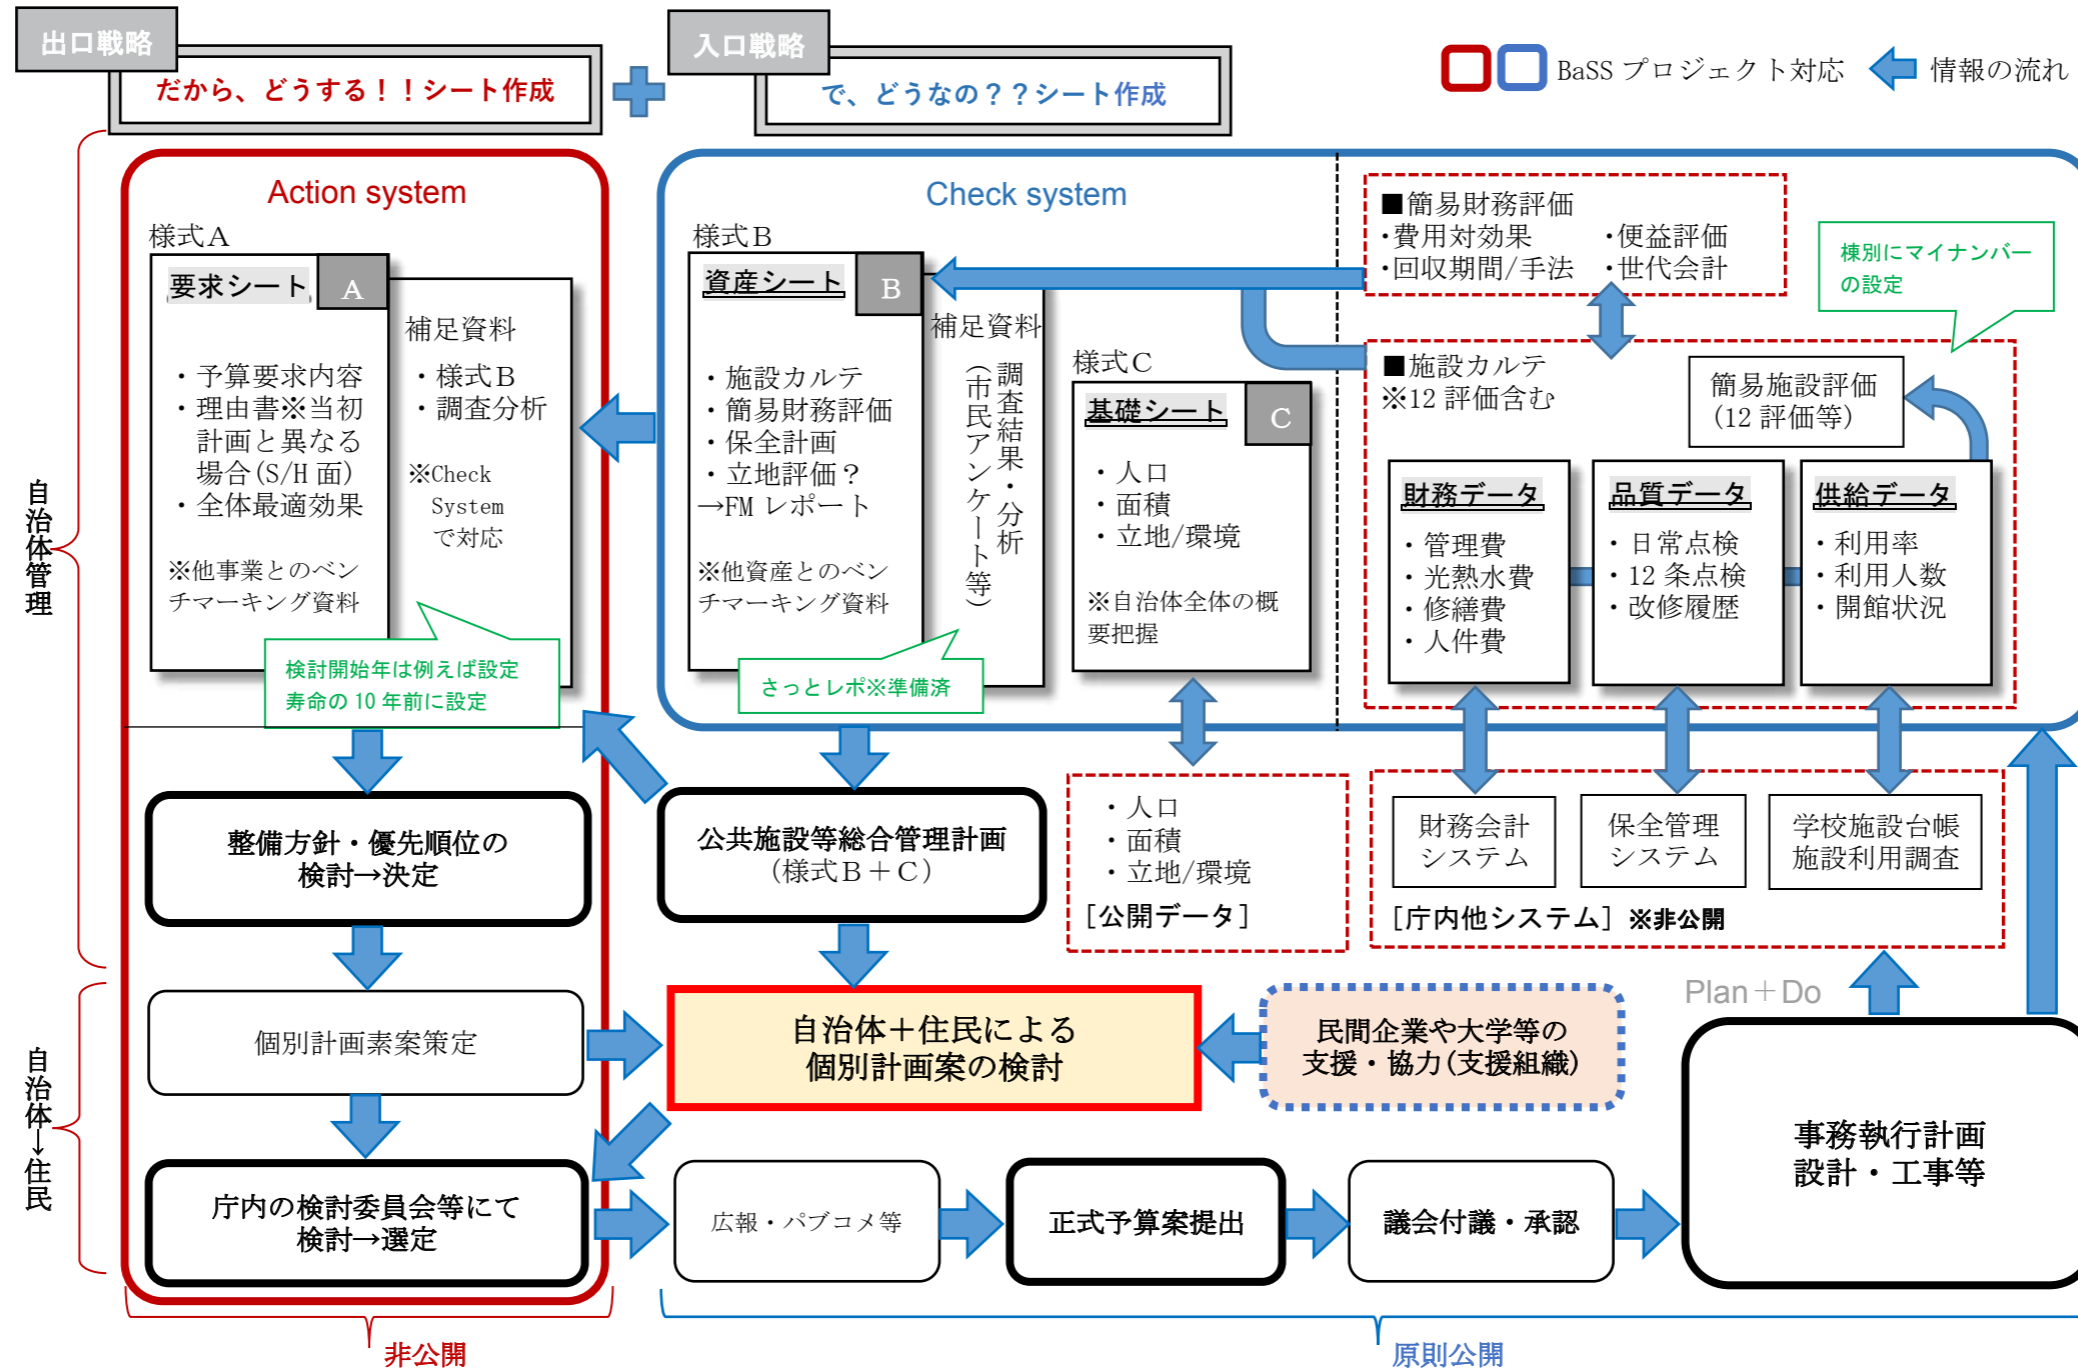 出口戦略
だから、どうする！！シート作成
入口戦略
で、どうなの？？シート作成
BaSS プロジェクト対応
情報の流れ
自治体管理
自治体→住民
Action system
様式A
要求シート
A
・予算要求内容
・理由書※当初
計画と異なる
場合(S/H 面)
・全体最適効果
※他事業とのベン
チマーキング資料
補足資料
・様式B
・調査分析
※Check
System
で対応
検討開始年は例えば設定
寿命の 10 年前に設定
Check system
様式B
資産シート
B
・施設カルテ
・簡易財務評価
・保全計画
・立地評価？
→FM レポート
※他資産とのベン
チマーキング資料
補足資料
調査結果・分析
(市民アンケート等)
さっとレポ※準備済
様式C
基礎シート
C
・人口
・面積
・立地/環境
※自治体全体の概
要把握
■簡易財務評価
・費用対効果
・便益評価
・回収期間/手法
・世代会計
棟別にマイナンバー
の設定
■施設カルテ
※12 評価含む
簡易施設評価
(12 評価等)
財務データ
・管理費
・光熱水費
・修繕費
・人件費
品質データ
・日常点検
・12 条点検
・改修履歴
供給データ
・利用率
・利用人数
・開館状況
整備方針・優先順位の
検討→決定
公共施設等総合管理計画
(様式B＋C)
・人口
・面積
・立地/環境
[公開データ]
財務会計
システム
保全管理
システム
学校施設台帳
施設利用調査
[庁内他システム] ※非公開
Plan＋Do
個別計画素案策定
自治体＋住民による
個別計画案の検討
民間企業や大学等の
支援・協力(支援組織)
事務執行計画
設計・工事等
庁内の検討委員会等にて
検討→選定
広報・パブコメ等
正式予算案提出
議会付議・承認
非公開
原則公開